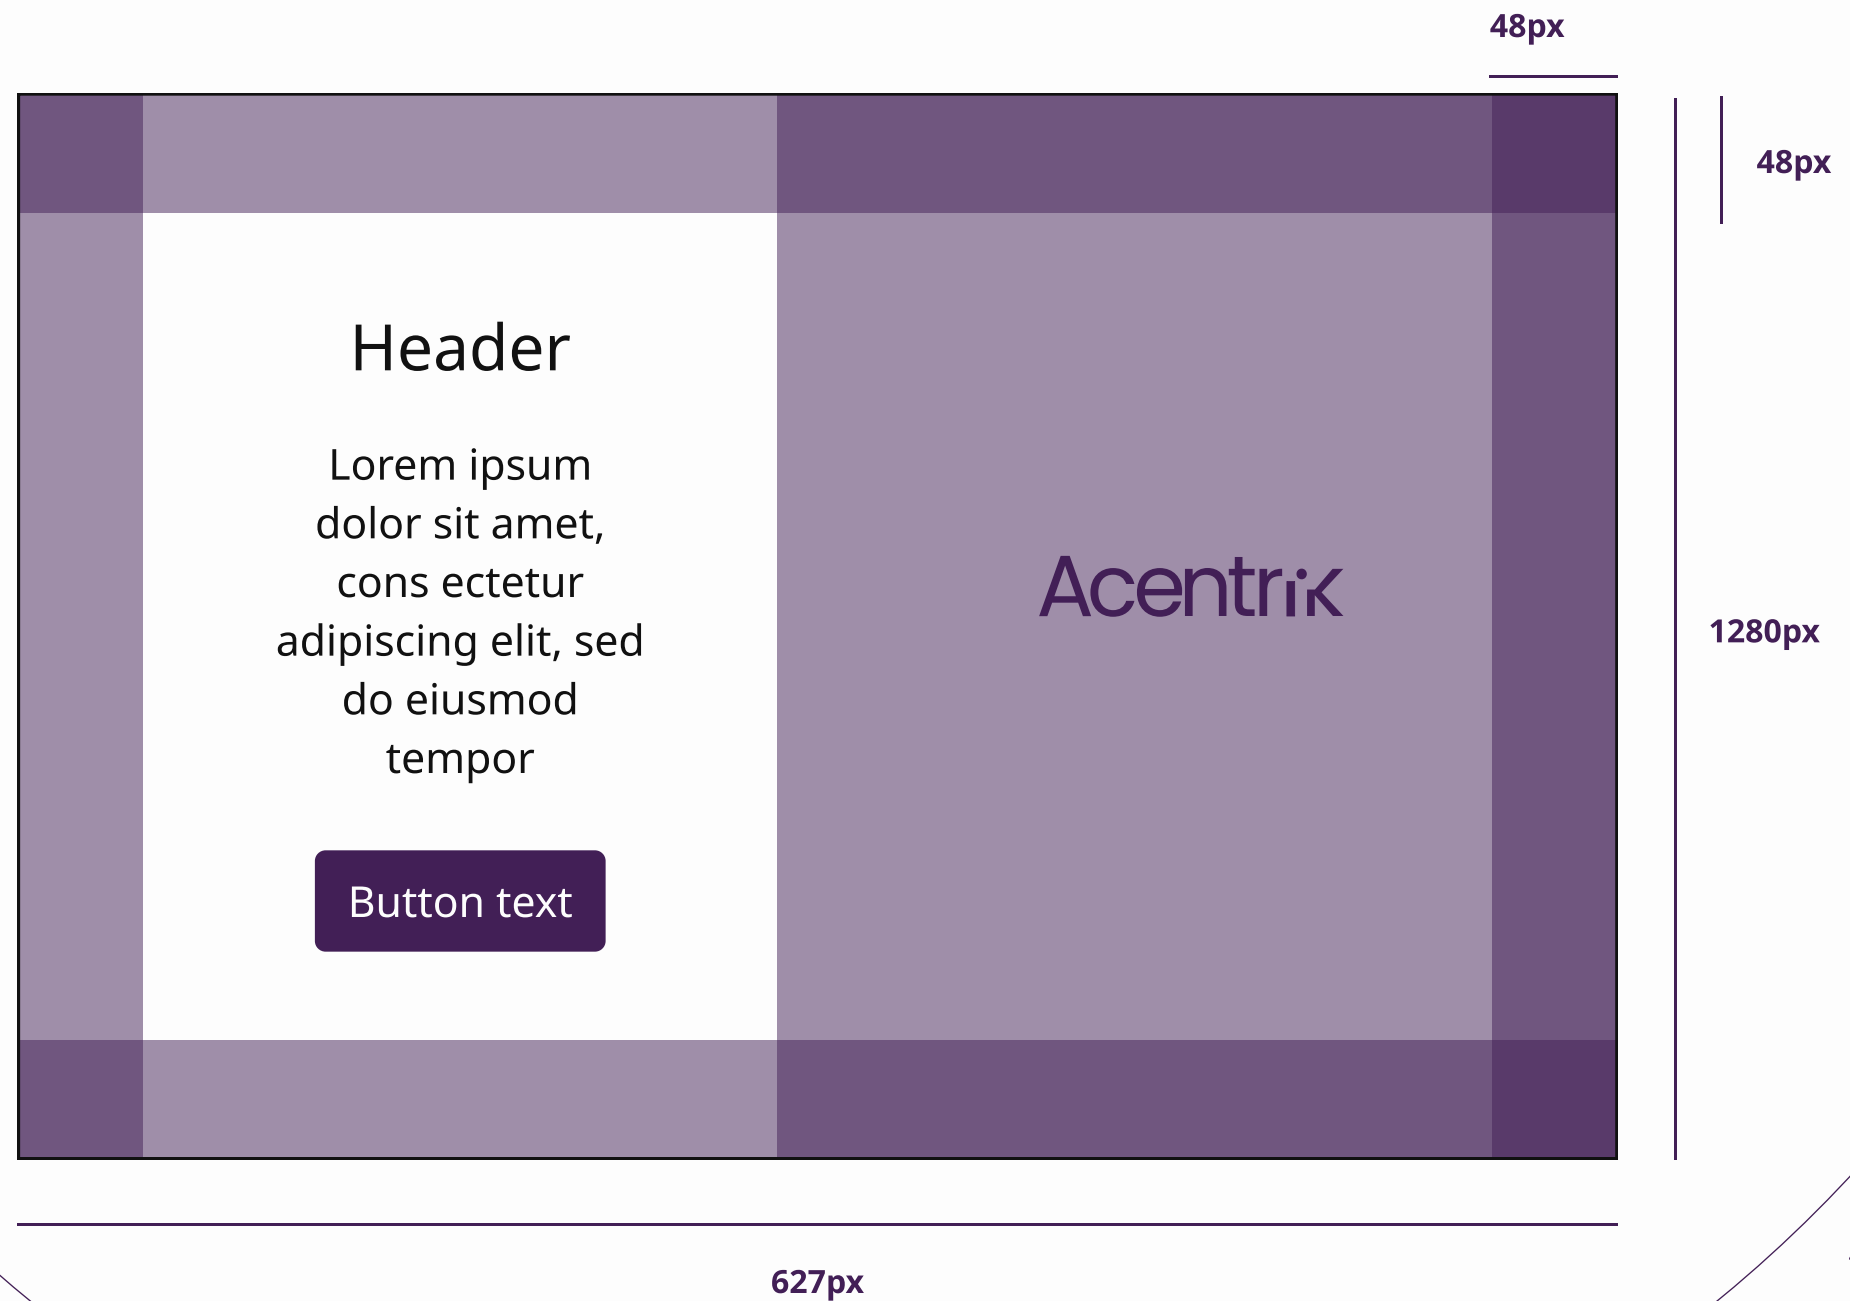 48px
48px
Header
Lorem ipsum
dolor sit amet,
cons ectetur
adipiscing elit, sed
do eiusmod
tempor
Button text
Acentrik
1280px
627px